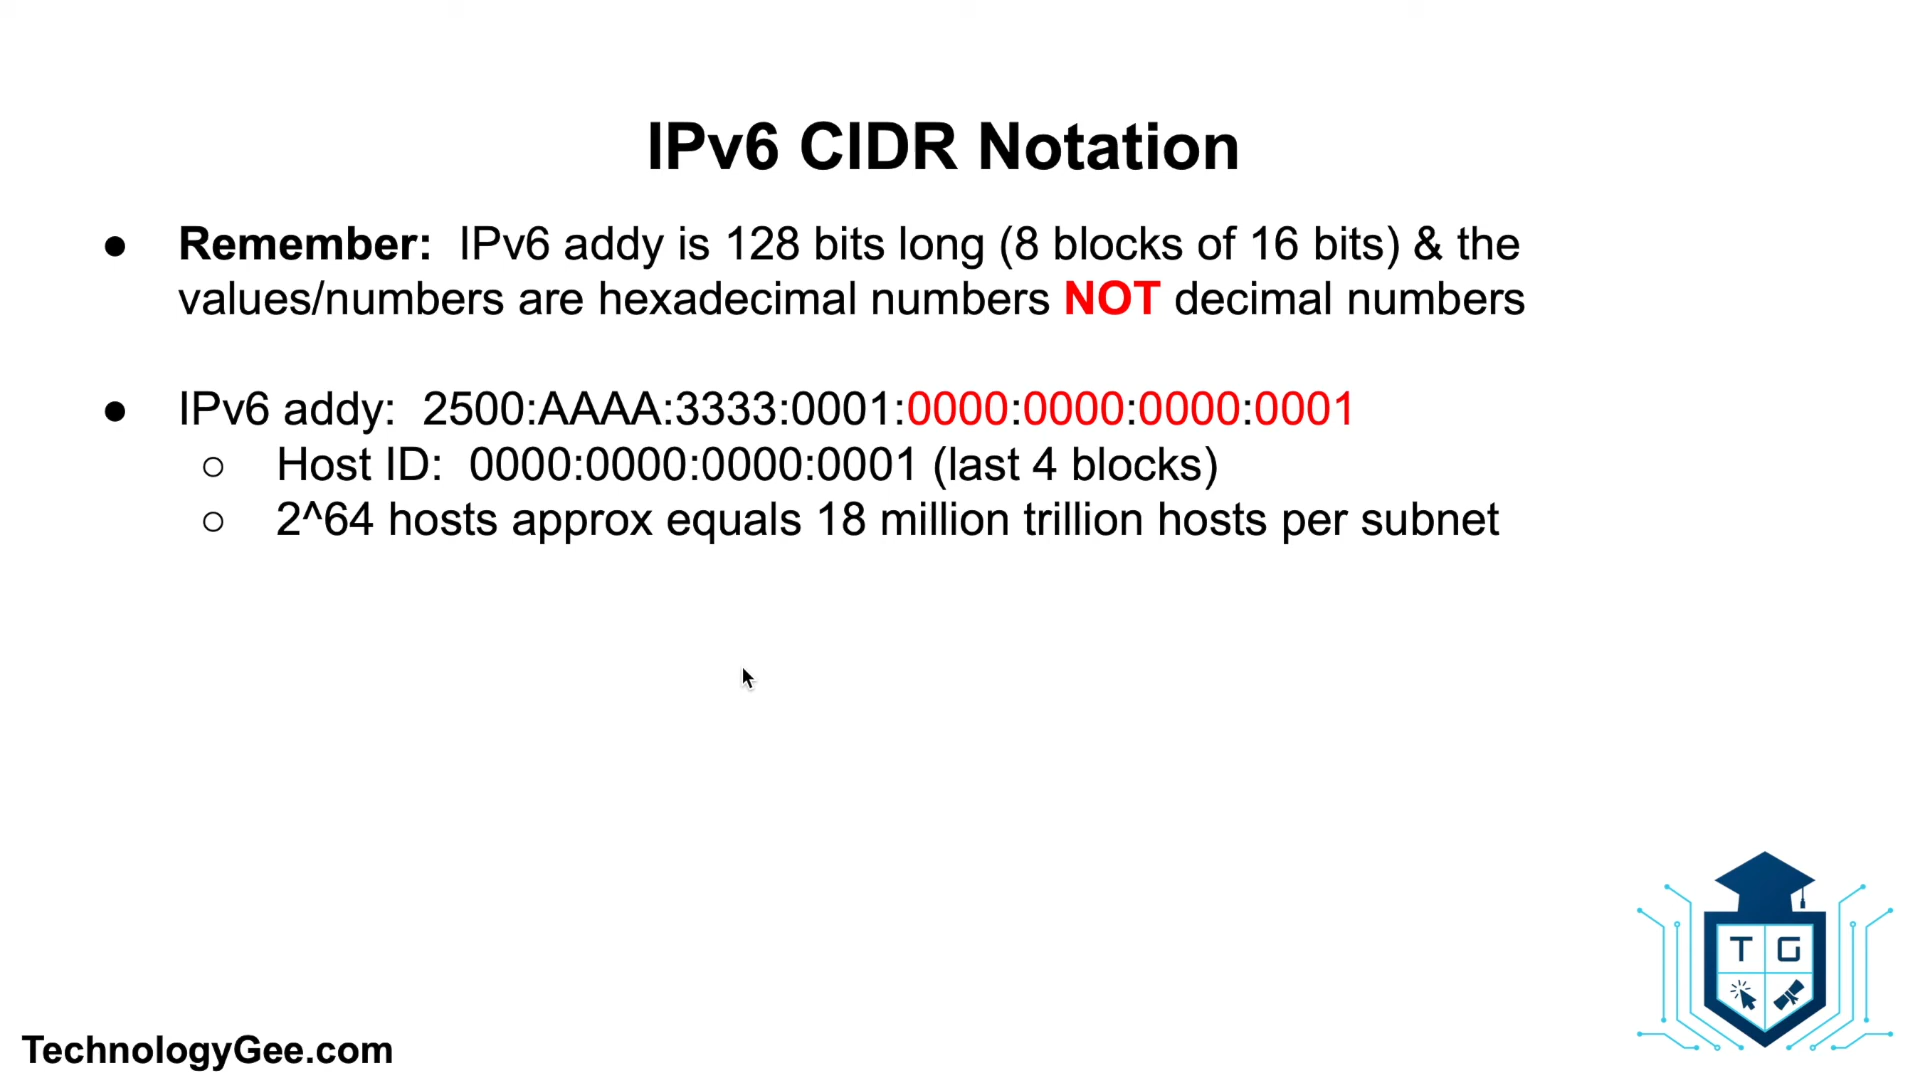 IPv6 CIDR Notation
● Remember: IPv6 addy is 128 bits long (8 blocks of 16 bits) & the
values/numbers are hexadecimal numbers NOT decimal numbers
● IPv6 addy: 2500:AAAA:3333:0001:0000:0000:0000:0001
○ Host ID: 0000:0000:0000:0001 (last 4 blocks)
○ 2^64 hosts approx equals 18 million trillion hosts per subnet
T G
TechnologyGee.com